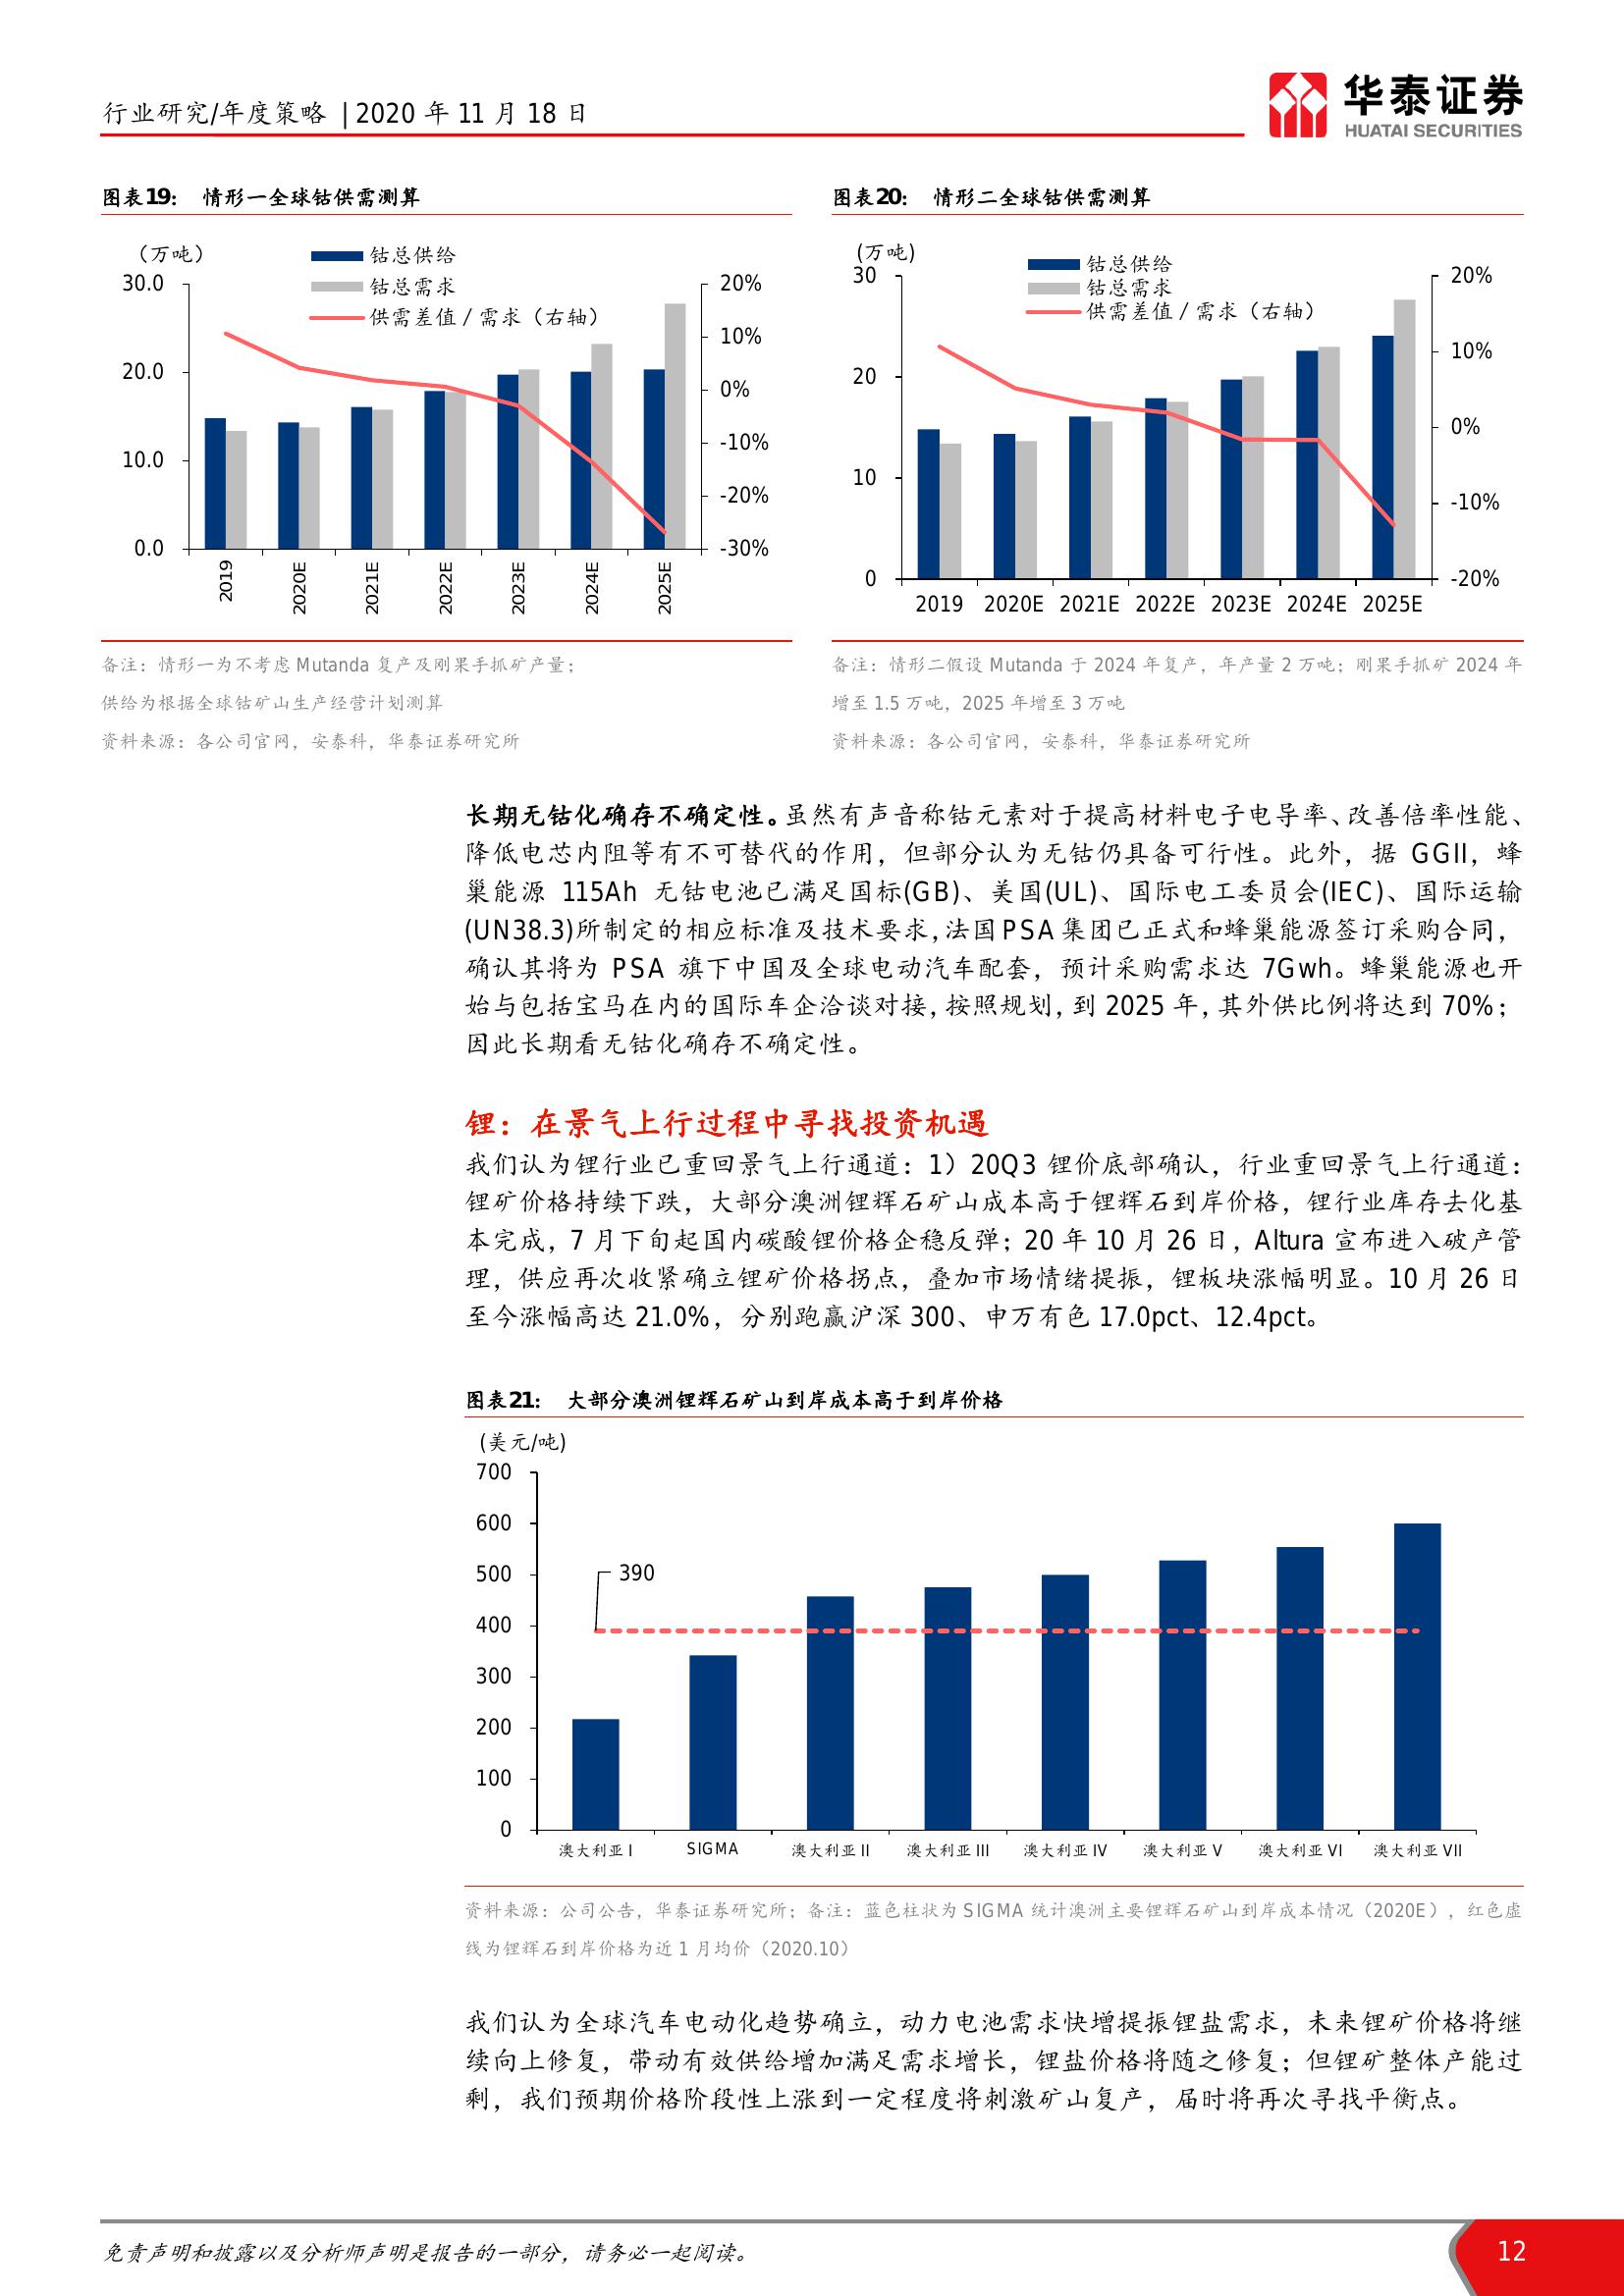 行业研究/年度策略 | 2020 年 11 月 18 日
华泰证券
HUATAI SECURITIES
图表19： 情形一全球钴供需测算
（万吨）
钴总供给
钴总需求
供需差值 / 需求（右轴）
30.0
20.0
10.0
0.0
20%
10%
0%
-10%
-20%
-30%
2019
2020E
2021E
2022E
2023E
2024E
2025E
备注：情形一为不考虑 Mutanda 复产及刚果手抓矿产量；
供给为根据全球钴矿山生产经营计划测算
资料来源：各公司官网，安泰科，华泰证券研究所
图表20： 情形二全球钴供需测算
(万吨)
钴总供给
钴总需求
供需差值 / 需求（右轴）
30
20
10
0
20%
10%
0%
-10%
-20%
2019 2020E 2021E 2022E 2023E 2024E 2025E
备注：情形二假设 Mutanda 于 2024 年复产，年产量 2 万吨；刚果手抓矿 2024 年
增至 1.5 万吨，2025 年增至 3 万吨
资料来源：各公司官网，安泰科，华泰证券研究所
长期无钴化确存不确定性。虽然有声音称钴元素对于提高材料电子电导率、改善倍率性能、
降低电芯内阻等有不可替代的作用，但部分认为无钴仍具备可行性。此外，据 GGII，蜂
巢能源 115Ah 无钴电池已满足国标(GB)、美国(UL)、国际电工委员会(IEC)、国际运输
(UN38.3)所制定的相应标准及技术要求，法国 PSA 集团已正式和蜂巢能源签订采购合同，
确认其将为 PSA 旗下中国及全球电动汽车配套，预计采购需求达 7Gwh。蜂巢能源也开
始与包括宝马在内的国际车企洽谈对接，按照规划，到 2025 年，其外供比例将达到 70%；
因此长期看无钴化确存不确定性。
锂：在景气上行过程中寻找投资机遇
我们认为锂行业已重回景气上行通道：1）20Q3 锂价底部确认，行业重回景气上行通道：
锂矿价格持续下跌，大部分澳洲锂辉石矿山成本高于锂辉石到岸价格，锂行业库存去化基
本完成，7 月下旬起国内碳酸锂价格企稳反弹；20 年 10 月 26 日，Altura 宣布进入破产管
理，供应再次收紧确立锂矿价格拐点，叠加市场情绪提振，锂板块涨幅明显。10 月 26 日
至今涨幅高达 21.0%，分别跑赢沪深 300、申万有色 17.0pct、12.4pct。
图表21： 大部分澳洲锂辉石矿山到岸成本高于到岸价格
(美元/吨)
700
600
500
400
300
200
100
0
390
澳大利亚 I SIGMA 澳大利亚 II 澳大利亚 III 澳大利亚 IV 澳大利亚 V 澳大利亚 VI 澳大利亚 VII
资料来源：公司公告，华泰证券研究所；备注：蓝色柱状为 SIGMA 统计澳洲主要锂辉石矿山到岸成本情况（2020E），红色虚
线为锂辉石到岸价格为近 1 月均价（2020.10）
我们认为全球汽车电动化趋势确立，动力电池需求快增提振锂盐需求，未来锂矿价格将继
续向上修复，带动有效供给增加满足需求增长，锂盐价格将随之修复；但锂矿整体产能过
剩，我们预期价格阶段性上涨到一定程度将刺激矿山复产，届时将再次寻找平衡点。
免责声明和披露以及分析师声明是报告的一部分，请务必一起阅读。
12